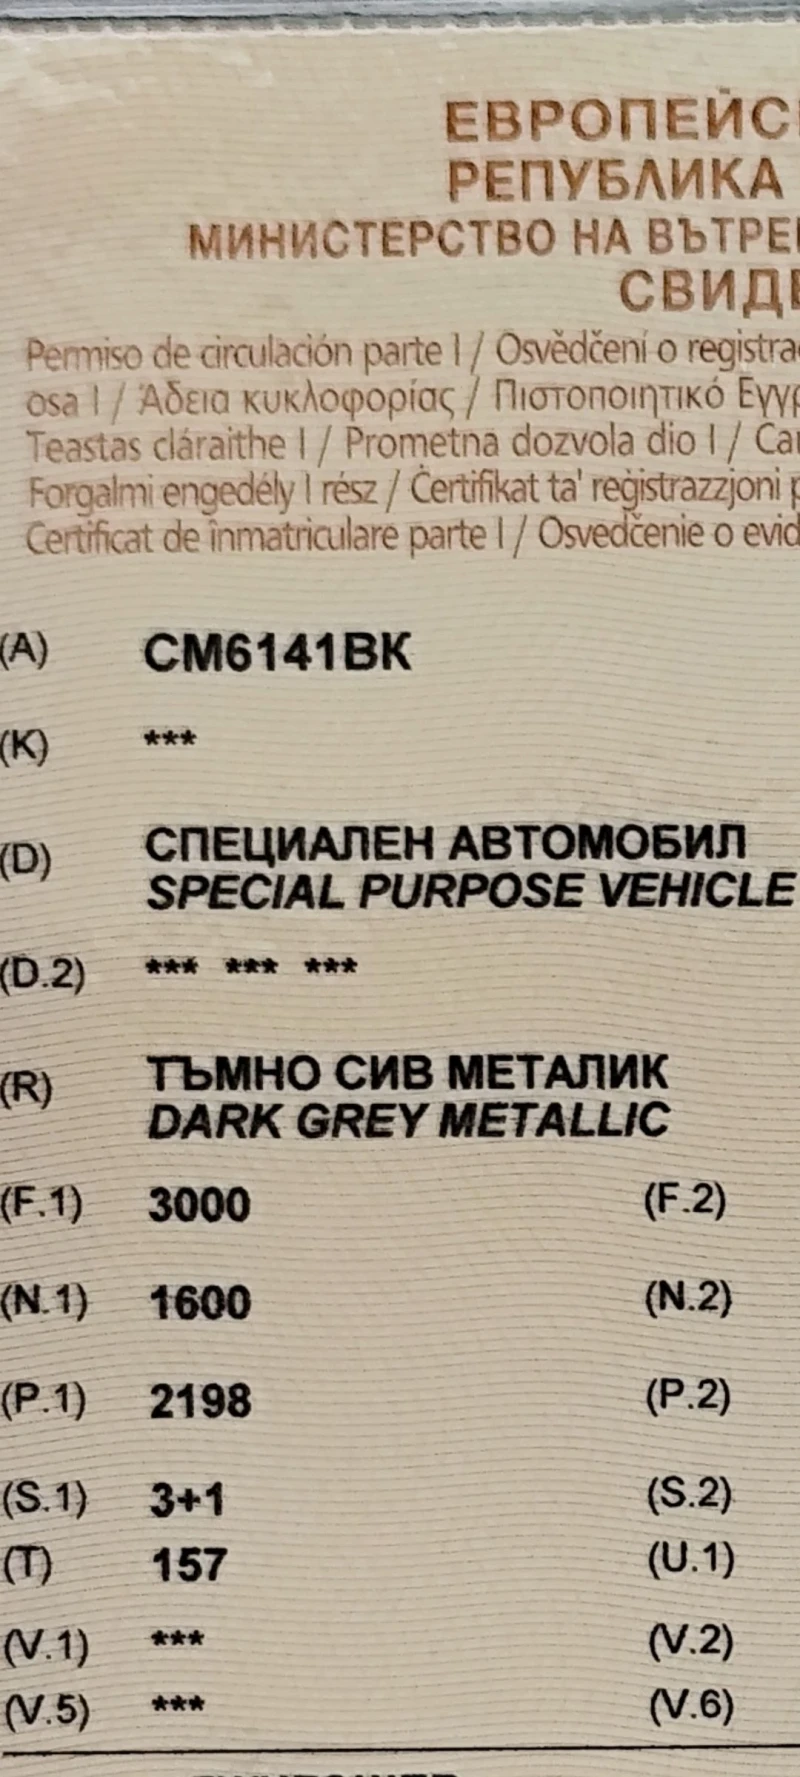 ЕВРОПЕЙС
РЕПУБЛИКА
МИНИСТЕРСТВО НА ВЪТРЕ
СВИД
Permiso de circulación parte I / Osvědčení o registra
osa I / Άδεια κυκλοφορίας / Πιστοποιητικό Εγγρ
Teastas cláraithe I / Prometna dozvola dio I / Ca
Forgalmi engedély I rész / Ċertifikat ta' reġistrazzjoni p
Certificat de înmatriculare parte I / Osvedčenie o evid
(A) СМ6141ВК
(K) ***
(D) СПЕЦИАЛЕН АВТОМОБИЛ
SPECIAL PURPOSE VEHICLE
(D.2) *** *** ***
(R) ТЪМНО СИВ МЕТАЛИК
DARK GREY METALLIC
(F.1) 3000 (F.2)
(N.1) 1600 (N.2)
(P.1) 2198 (P.2)
(S.1) 3+1 (S.2)
(T) 157 (U.1)
(V.1) *** (V.2)
(V.5) *** (V.6)